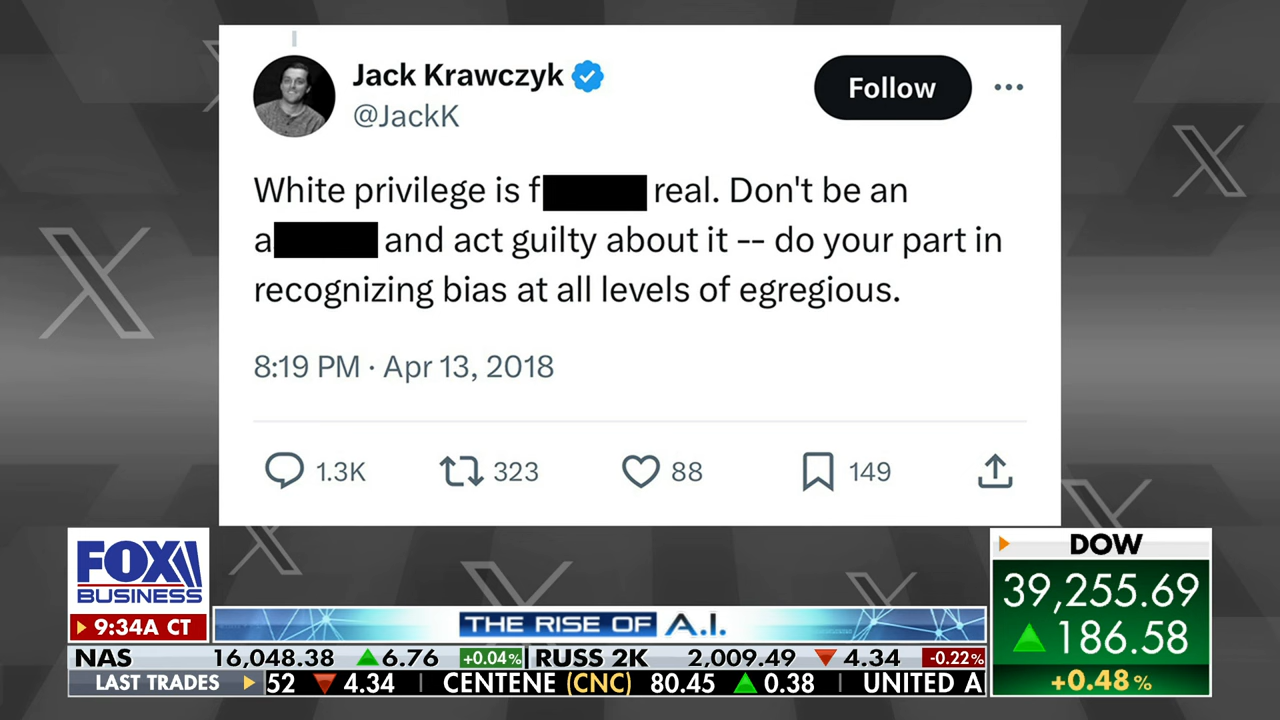 Jack Krawczyk
@JackK
Follow
White privilege is f real. Don't be an
a and act guilty about it -- do your part in
recognizing bias at all levels of egregious.
8:19 PM · Apr 13, 2018
1.3K 323 88 149
FOX
BUSINESS
9:34A CT
THE RISE OF A.I.
DOW
39,255.69
186.58
+0.48%
NAS 16,048.38 6.76 +0.04% RUSS 2K 2,009.49 4.34 -0.22%
LAST TRADES 52 4.34 CENTENE (CNC) 80.45 0.38 UNITED A